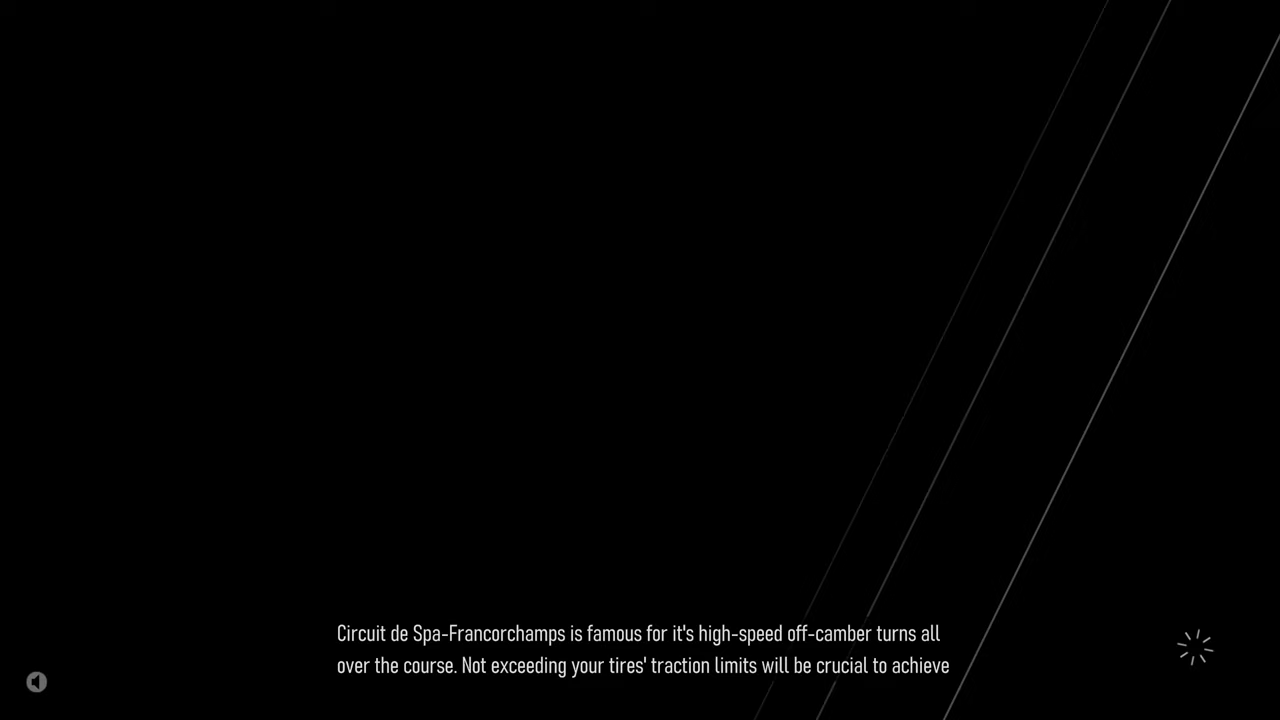 Circuit de Spa-Francorchamps is famous for it's high-speed off-camber turns all
over the course. Not exceeding your tires' traction limits will be crucial to achieve